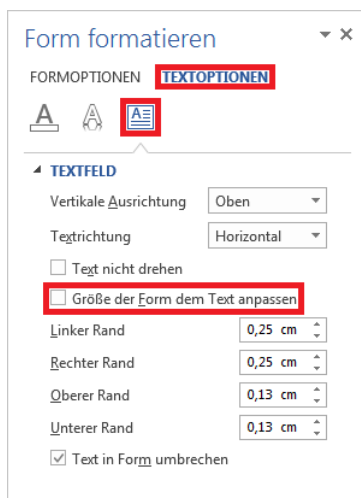 Form formatieren
FORMOPTIONEN TEXTOPTIONEN
TEXTFELD
Vertikale Ausrichtung Oben
Textrichtung Horizontal
Text nicht drehen
Größe der Form dem Text anpassen
Linker Rand 0,25 cm
Rechter Rand 0,25 cm
Oberer Rand 0,13 cm
Unterer Rand 0,13 cm
Text in Form umbrechen